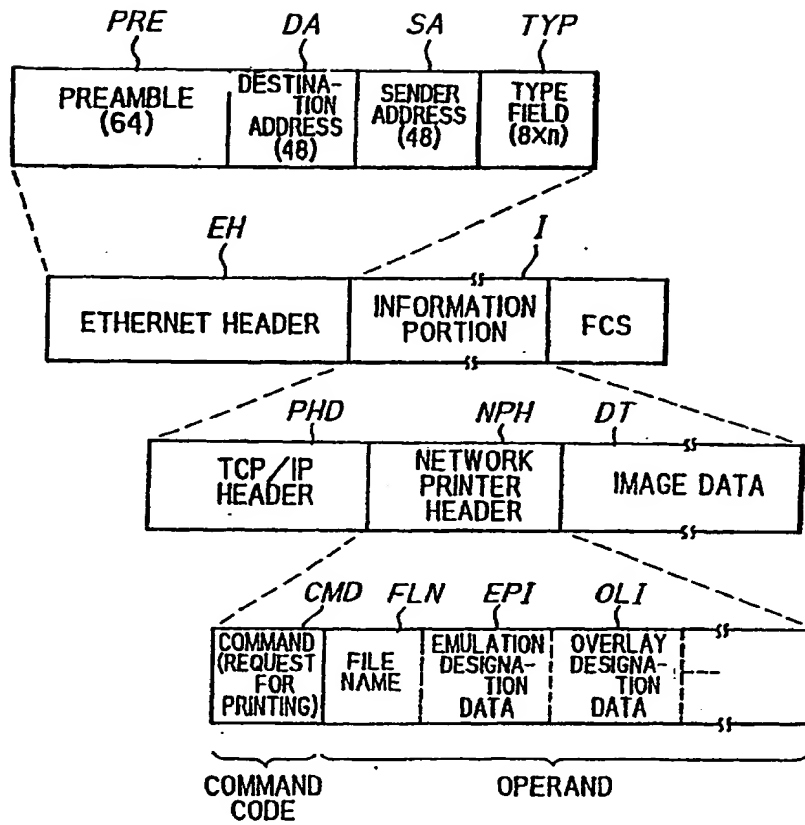 PRE DA SA TYP
PREAMBLE
(64)
DESTINA-
TION
ADDRESS
(48)
SENDER
ADDRESS
(48)
TYPE
FIELD
(8×n)
EH I
ETHERNET HEADER
INFORMATION
PORTION
FCS
PHD NPH DT
TCP/IP
HEADER
NETWORK
PRINTER
HEADER
IMAGE DATA
CMD FLN EPI OLI
COMMAND
(REQUEST
FOR
PRINTING)
FILE
NAME
EMULATION
DESIGNA-
TION
DATA
OVERLAY
DESIGNA-
TION
DATA
COMMAND
CODE
OPERAND